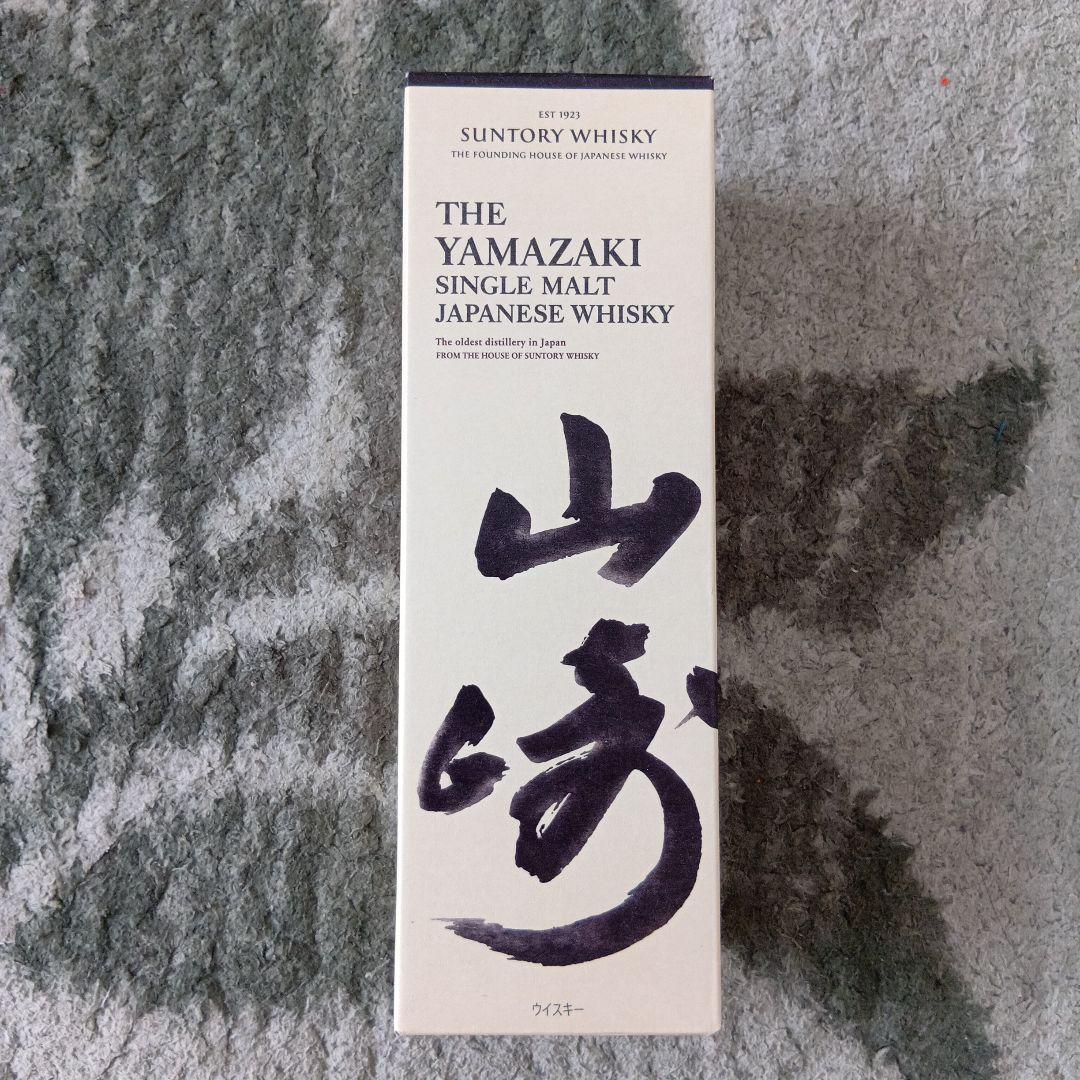 EST 1923
SUNTORY WHISKY
THE FOUNDING HOUSE OF JAPANESE WHISKY
THE
YAMAZAKI
SINGLE MALT
JAPANESE WHISKY
The oldest distillery in Japan
FROM THE HOUSE OF SUNTORY WHISKY
山
崎
ウイスキー